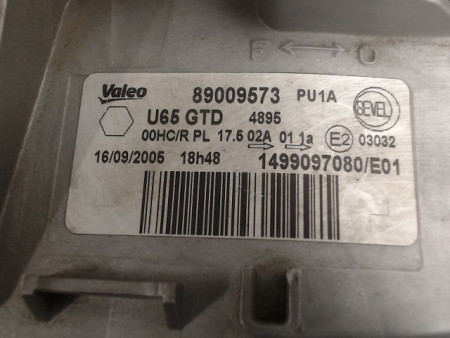 F O
Valeo 89009573 PU1A
U65 GTD 4895 SEVEL
00HC/R PL 17.5 02A 01 1a E2 03032
16/09/2005 18h48 1499097080/E01